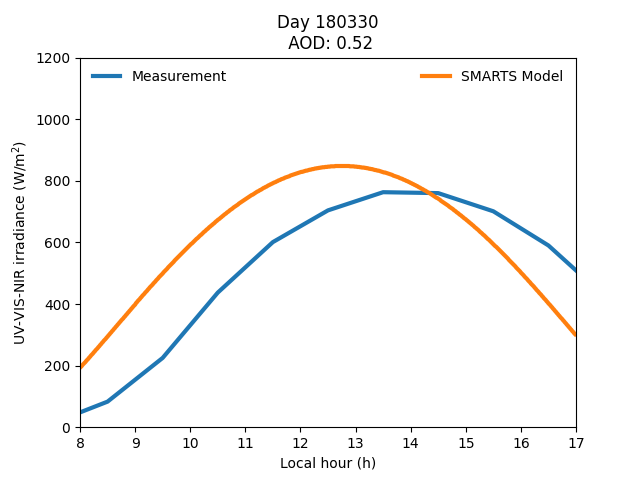 Day 180330
AOD: 0.52
Measurement
SMARTS Model
UV-VIS-NIR irradiance (W/m²)
1200
1000
800
600
400
200
0
8 9 10 11 12 13 14 15 16 17
Local hour (h)